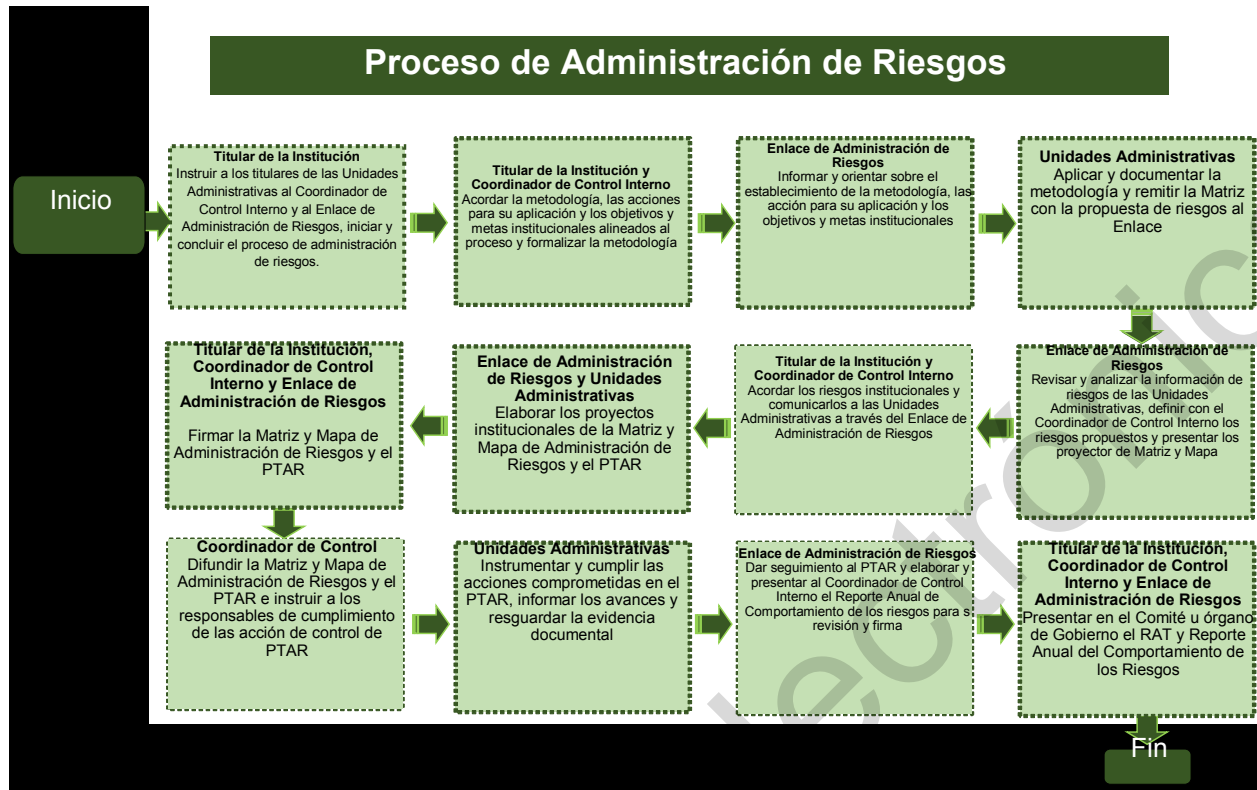 Proceso de Administración de Riesgos
Inicio
Titular de la Institución
Instruir a los titulares de las Unidades
Administrativas al Coordinador de
Control Interno y al Enlace de
Administración de Riesgos, iniciar y
concluir el proceso de administración
de riesgos.
Titular de la Institución y
Coordinador de Control Interno
Acordar la metodología, las acciones
para su aplicación y los objetivos y
metas institucionales alineados al
proceso y formalizar la metodología
Enlace de Administración de
Riesgos
Informar y orientar sobre el
establecimiento de la metodología, las
acción para su aplicación y los
objetivos y metas institucionales
Unidades Administrativas
Aplicar y documentar la
metodología y remitir la Matriz
con la propuesta de riesgos al
Enlace
Enlace de Administración de
Riesgos
Revisar y analizar la información de
riesgos de las Unidades
Administrativas, definir con el
Coordinador de Control Interno los
riesgos propuestos y presentar los
proyector de Matriz y Mapa
Titular de la Institución y
Coordinador de Control Interno
Acordar los riesgos institucionales y
comunicarlos a las Unidades
Administrativas a través del Enlace de
Administración de Riesgos
Enlace de Administración
de Riesgos y Unidades
Administrativas
Elaborar los proyectos
institucionales de la Matriz y
Mapa de Administración de
Riesgos y el PTAR
Titular de la Institución,
Coordinador de Control
Interno y Enlace de
Administración de Riesgos
Firmar la Matriz y Mapa de
Administración de Riesgos y el
PTAR
Coordinador de Control
Difundir la Matriz y Mapa de
Administración de Riesgos y el
PTAR e instruir a los
responsables de cumplimiento
de las acción de control de
PTAR
Unidades Administrativas
Instrumentar y cumplir las
acciones comprometidas en el
PTAR, informar los avances y
resguardar la evidencia
documental
Enlace de Administración de Riesgos
Dar seguimiento al PTAR y elaborar y
presentar al Coordinador de Control
Interno el Reporte Anual de
Comportamiento de los riesgos para s
revisión y firma
Titular de la Institución,
Coordinador de Control
Interno y Enlace de
Administración de Riesgos
Presentar en el Comité u órgano
de Gobierno el RAT y Reporte
Anual del Comportamiento de
los Riesgos
Fin
lectronic